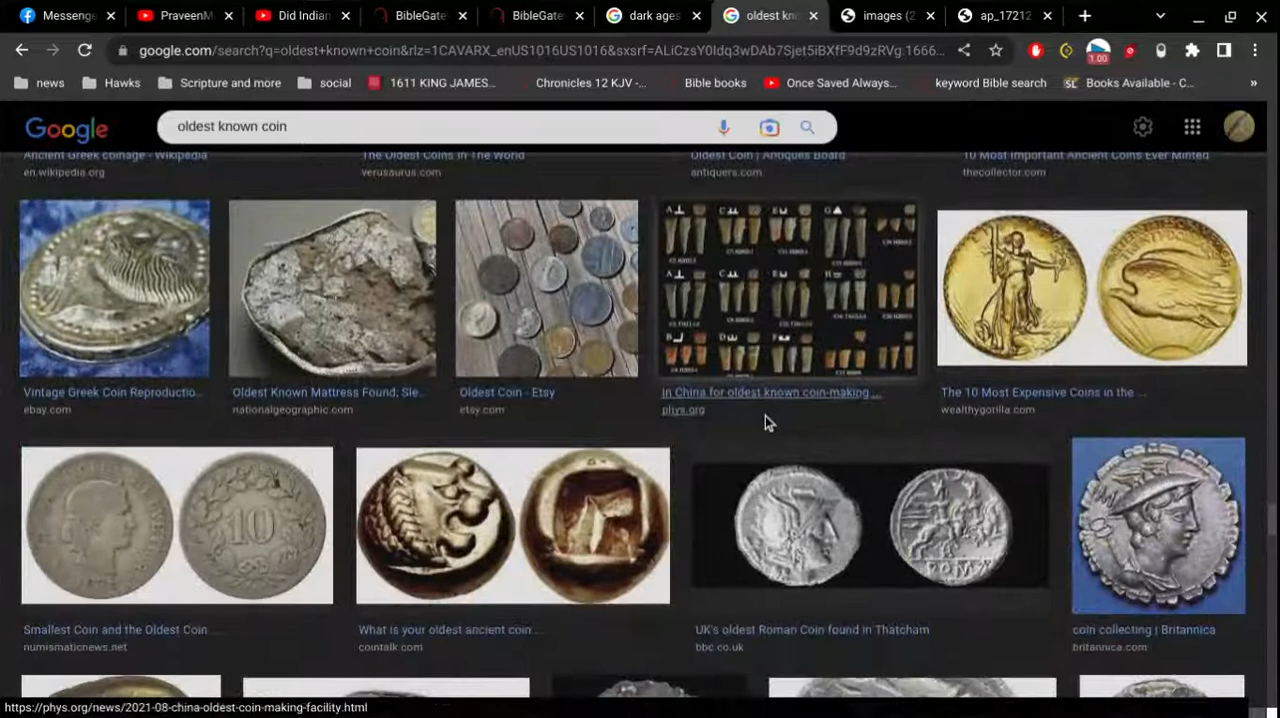 Messenge
PraveenM
Did Indian
BibleGate
BibleGate
dark ages
oldest kno
images (2
ap_17212
google.com/search?q=oldest+known+coin&rlz=1CAVARX_enUS1016US1016&sxsrf=ALiCzsY0Idq3wDAb7Sjet5iBXfF9d9zRVg:1666...
1.00
news
Hawks
Scripture and more
social
1611 KING JAMES...
Chronicles 12 KJV -...
Bible books
Once Saved Always...
keyword Bible search
SL
Books Available - C...
»
Google
oldest known coin
Ancient Greek coinage - Wikipedia
The Oldest Coins In The World
Oldest Coin | Antiques Board
10 Most Important Ancient Coins Ever Minted
en.wikipedia.org
verusaurus.com
antiquers.com
thecollector.com
Vintage Greek Coin Reproductio...
Oldest Known Mattress Found; Sle...
Oldest Coin - Etsy
in China for oldest known coin-making ...
The 10 Most Expensive Coins in the ...
ebay.com
nationalgeographic.com
etsy.com
phys.org
wealthygorilla.com
10
ROMA
Smallest Coin and the Oldest Coin ...
What is your oldest ancient coin ...
UK's oldest Roman Coin found in Thatcham
coin collecting | Britannica
numismaticnews.net
cointalk.com
bbc.co.uk
britannica.com
https://phys.org/news/2021-08-china-oldest-coin-making-facility.html